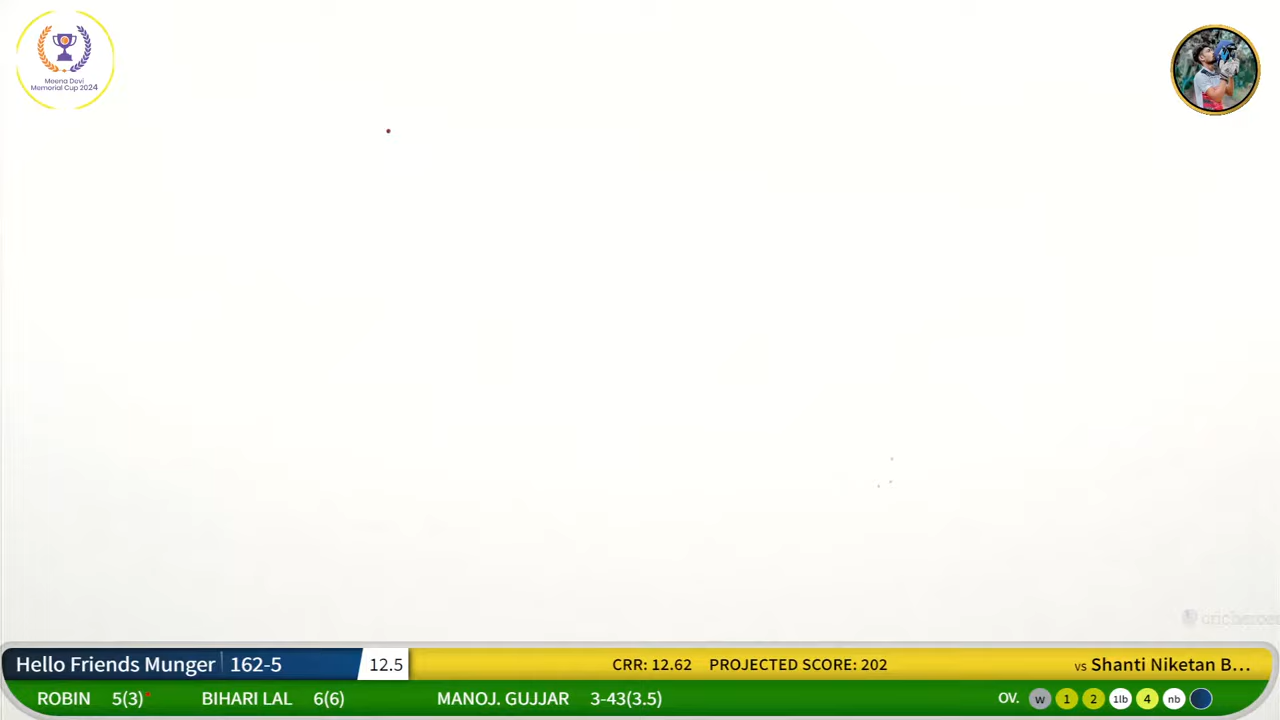 Meena Devi
Memorial Cup 2024
cricheroes
Hello Friends Munger 162-5 12.5 CRR: 12.62 PROJECTED SCORE: 202 vs Shanti Niketan B...
ROBIN 5(3)* BIHARI LAL 6(6) MANOJ. GUJJAR 3-43(3.5) OV. w 1 2 1lb 4 nb